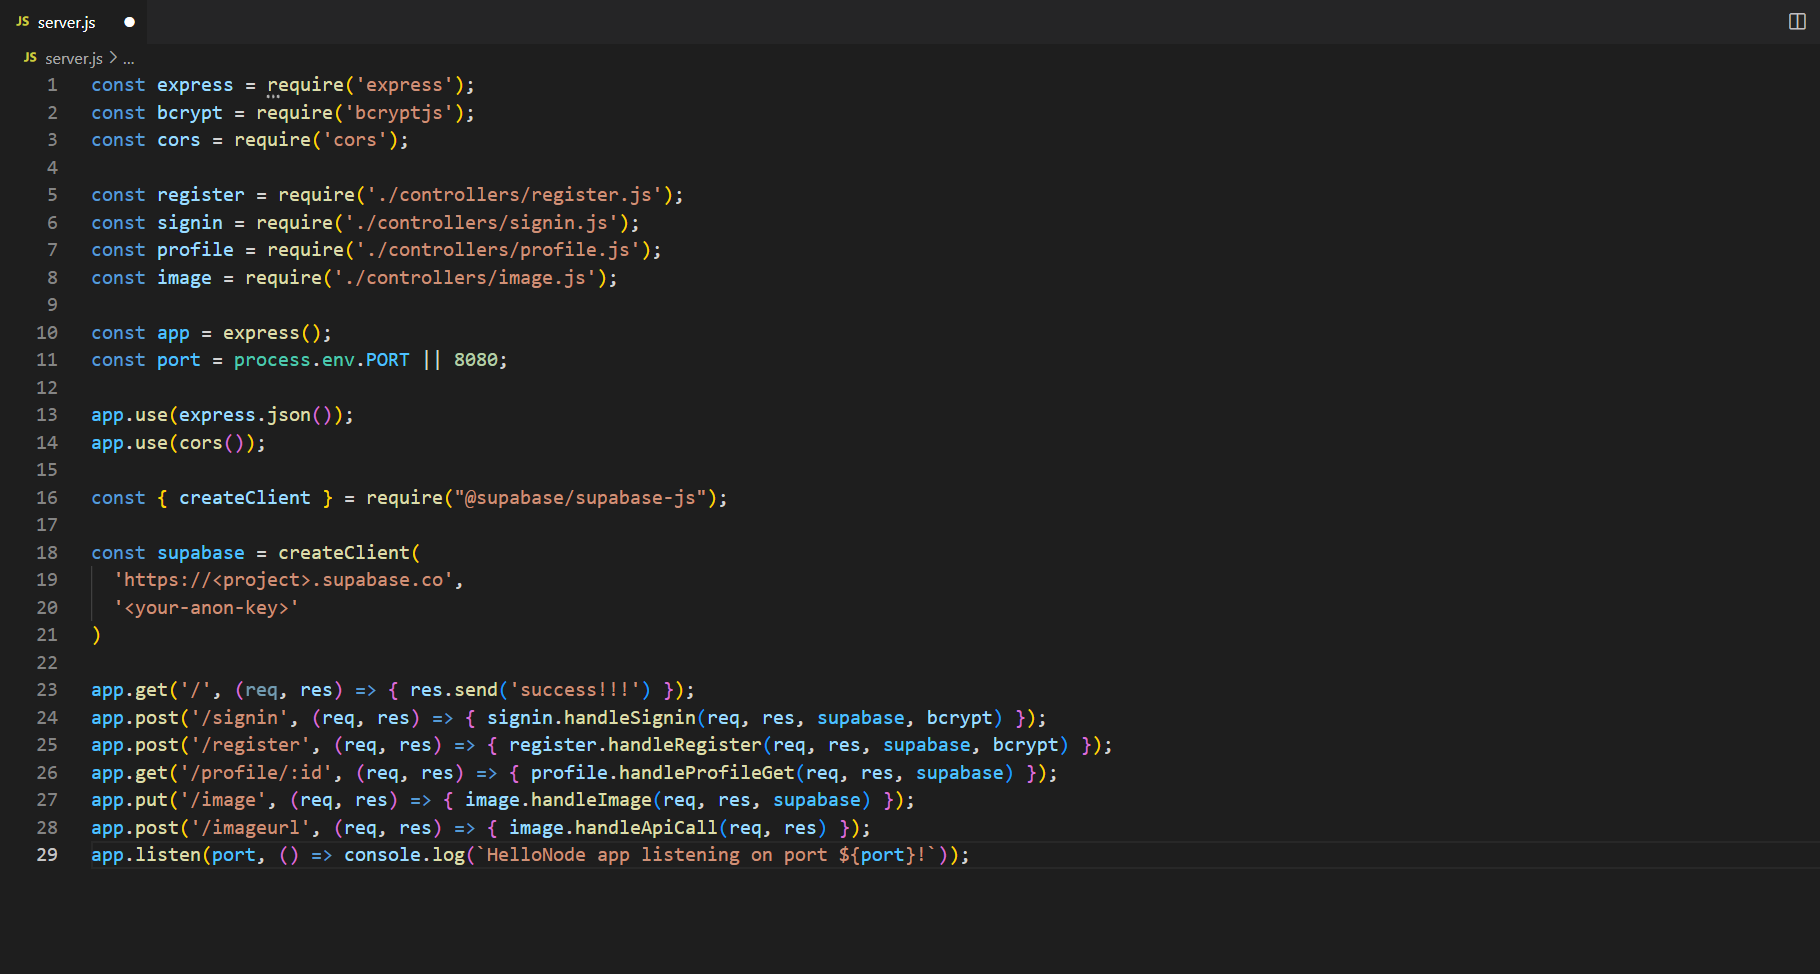 JS server.js
JS server.js > ...
1 const express = require('express');
2 const bcrypt = require('bcryptjs');
3 const cors = require('cors');
4
5 const register = require('./controllers/register.js');
6 const signin = require('./controllers/signin.js');
7 const profile = require('./controllers/profile.js');
8 const image = require('./controllers/image.js');
9
10 const app = express();
11 const port = process.env.PORT || 8080;
12
13 app.use(express.json());
14 app.use(cors());
15
16 const { createClient } = require("@supabase/supabase-js");
17
18 const supabase = createClient(
19   'https://<project>.supabase.co',
20   '<your-anon-key>'
21 )
22
23 app.get('/', (req, res) => { res.send('success!!!') });
24 app.post('/signin', (req, res) => { signin.handleSignin(req, res, supabase, bcrypt) });
25 app.post('/register', (req, res) => { register.handleRegister(req, res, supabase, bcrypt) });
26 app.get('/profile/:id', (req, res) => { profile.handleProfileGet(req, res, supabase) });
27 app.put('/image', (req, res) => { image.handleImage(req, res, supabase) });
28 app.post('/imageurl', (req, res) => { image.handleApiCall(req, res) });
29 app.listen(port, () => console.log(`HelloNode app listening on port ${port}!`));